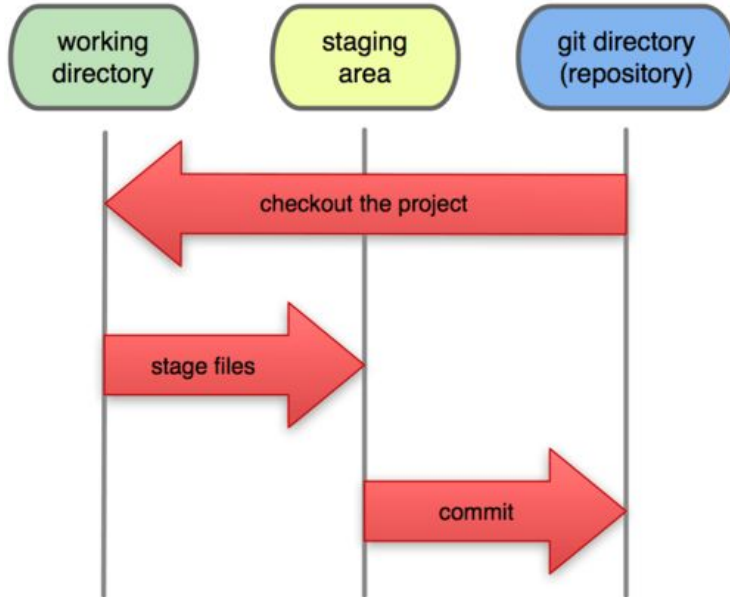 working
directory
staging
area
git directory
(repository)
checkout the project
stage files
commit